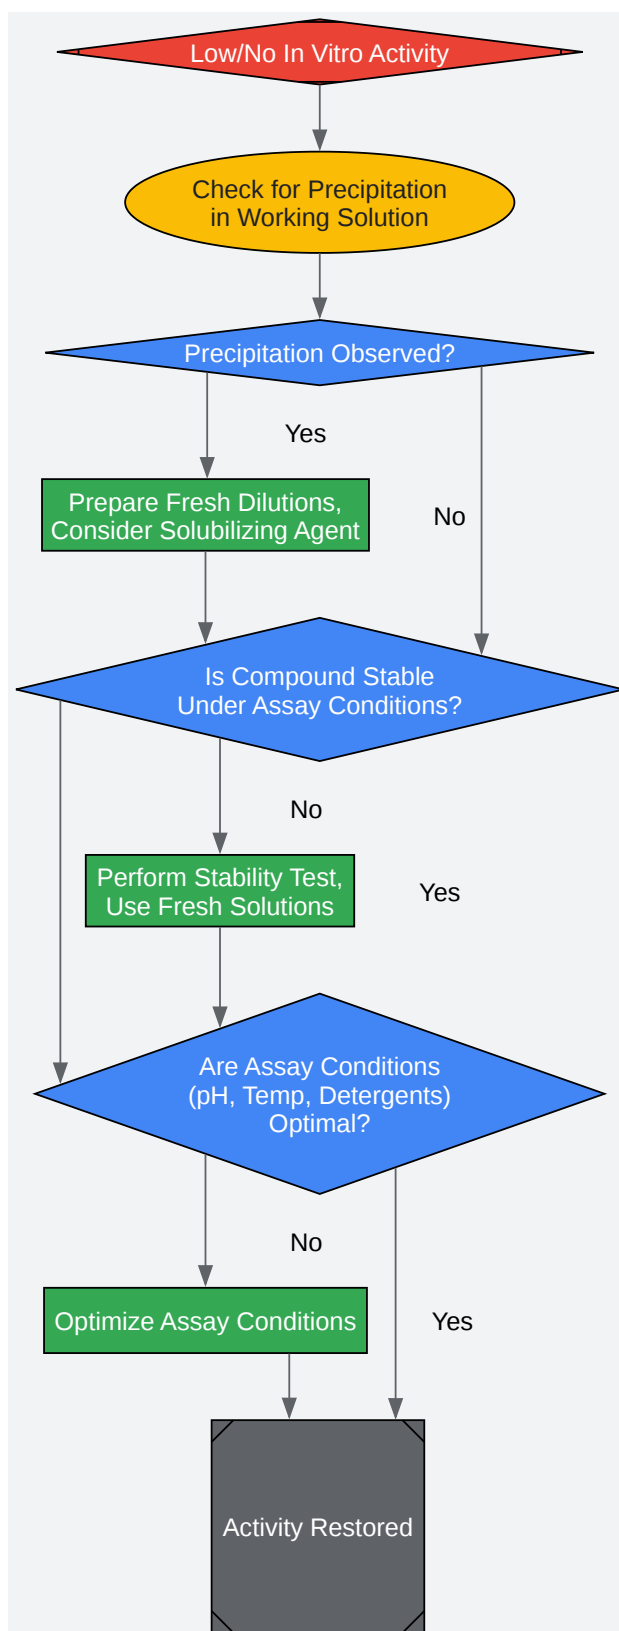 Low/No In Vitro Activity
Check for Precipitation
in Working Solution
Precipitation Observed?
Yes
Prepare Fresh Dilutions,
Consider Solubilizing Agent
No
Is Compound Stable
Under Assay Conditions?
No
Perform Stability Test,
Use Fresh Solutions
Yes
Are Assay Conditions
(pH, Temp, Detergents)
Optimal?
No
Optimize Assay Conditions
Yes
Activity Restored